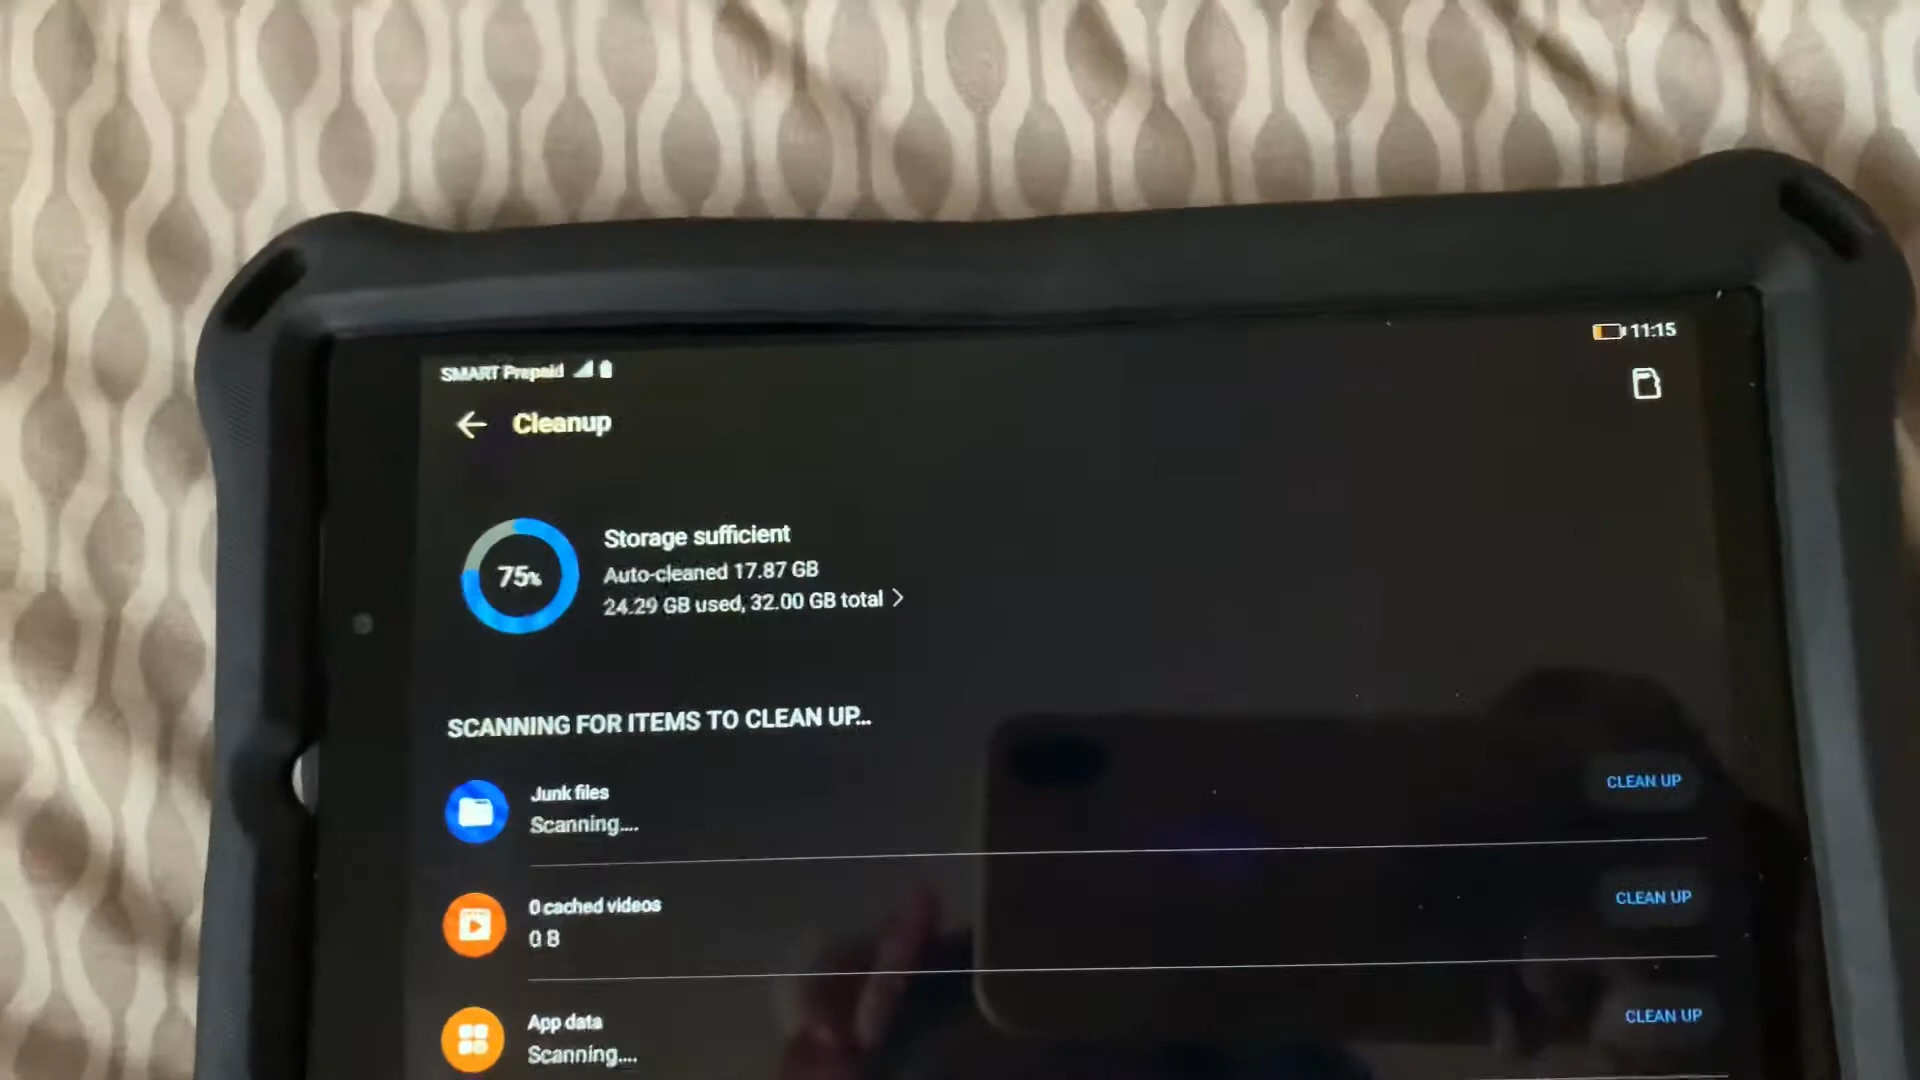 SMART Prepaid
11:15
Cleanup
75%
Storage sufficient
Auto-cleaned 17.87 GB
24.29 GB used, 32.00 GB total
SCANNING FOR ITEMS TO CLEAN UP...
Junk files
Scanning....
CLEAN UP
0 cached videos
0 B
CLEAN UP
App data
Scanning....
CLEAN UP